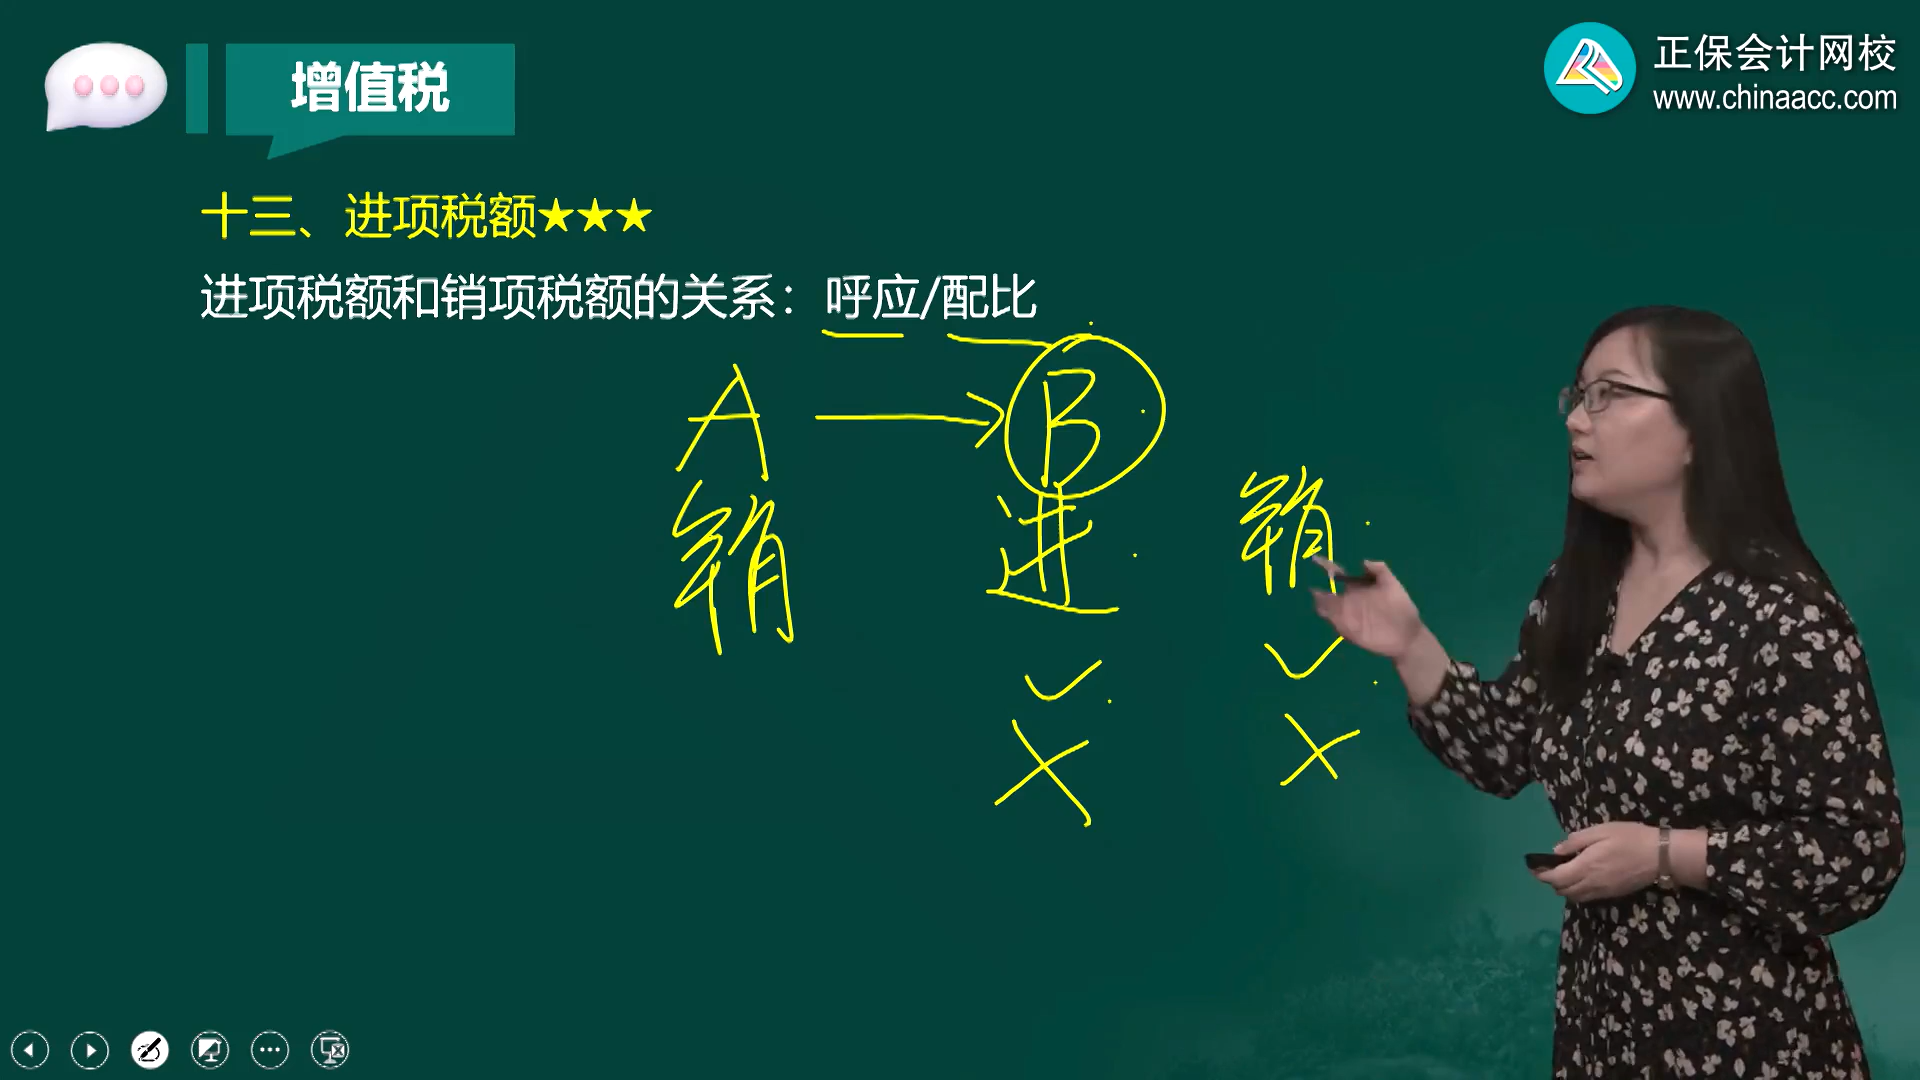 增值税
正保会计网校
www.chinaacc.com
十三、进项税额★★★
进项税额和销项税额的关系：呼应/配比
A → B
销 进 销
✓ ✓
× ×